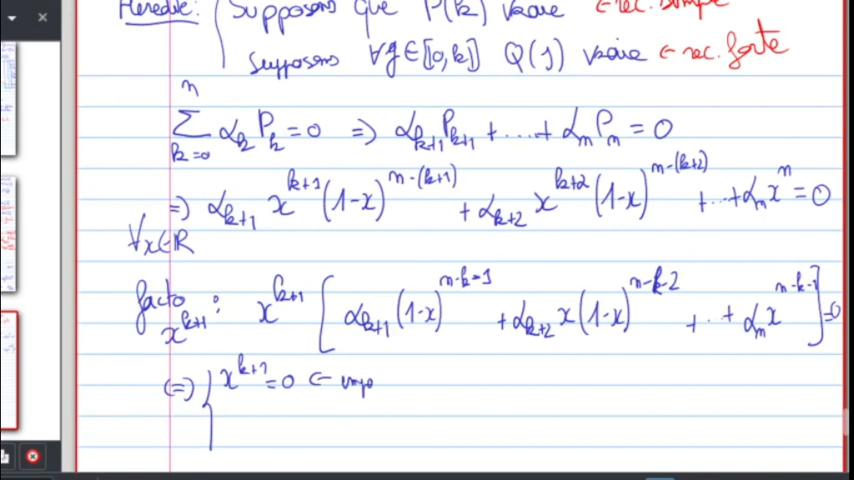 Hérédité: Supposons que P(k) vraie ∈ rec. simple
Supposons ∀j∈[|0,k|] Q(j) vraie ∈ rec. forte
∑_{k=0}^{n} α_k P_k = 0 => α_{k+1} P_{k+1} + ..... + α_n P_n = 0
=> α_{k+1} x^{k+1} (1-x)^{n-(k+1)} + α_{k+2} x^{k+2} (1-x)^{n-(k+2)} + ... + α_n x^n = 0
∀x∈ℝ
facto x^{k+1} : x^{k+1} [ α_{k+1} (1-x)^{n-k-1} + α_{k+2} x (1-x)^{n-k-2} + .. + α_n x^{n-k-1} ] = 0
(=) { x^{k+1} = 0 ← impo